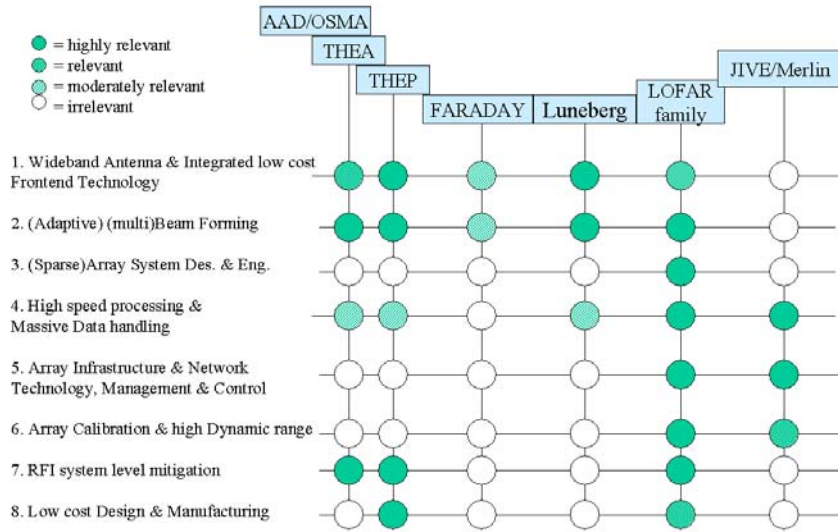 AAD/OSMA
THEA
THEP
FARADAY
Luneberg
LOFAR
family
JIVE/Merlin
= highly relevant
= relevant
= moderately relevant
= irrelevant
1. Wideband Antenna & Integrated low cost
Frontend Technology
2. (Adaptive) (multi)Beam Forming
3. (Sparse)Array System Des. & Eng.
4. High speed processing &
Massive Data handling
5. Array Infrastructure & Network
Technology, Management & Control
6. Array Calibration & high Dynamic range
7. RFI system level mitigation
8. Low cost Design & Manufacturing